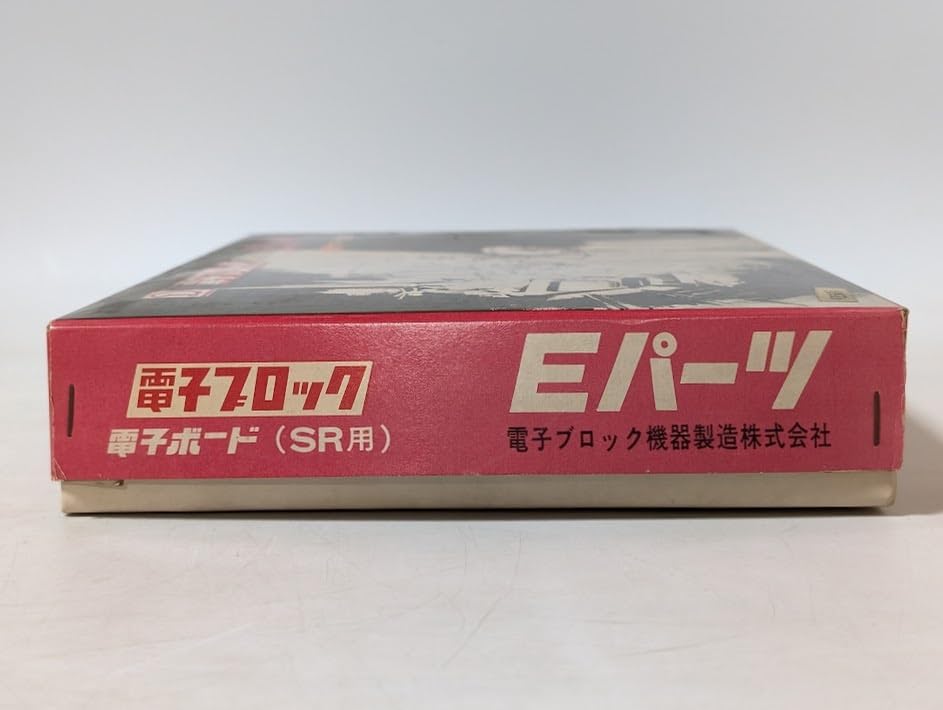 電子ブロック
電子ボード(SR用)
Eパーツ
電子ブロック機器製造株式会社